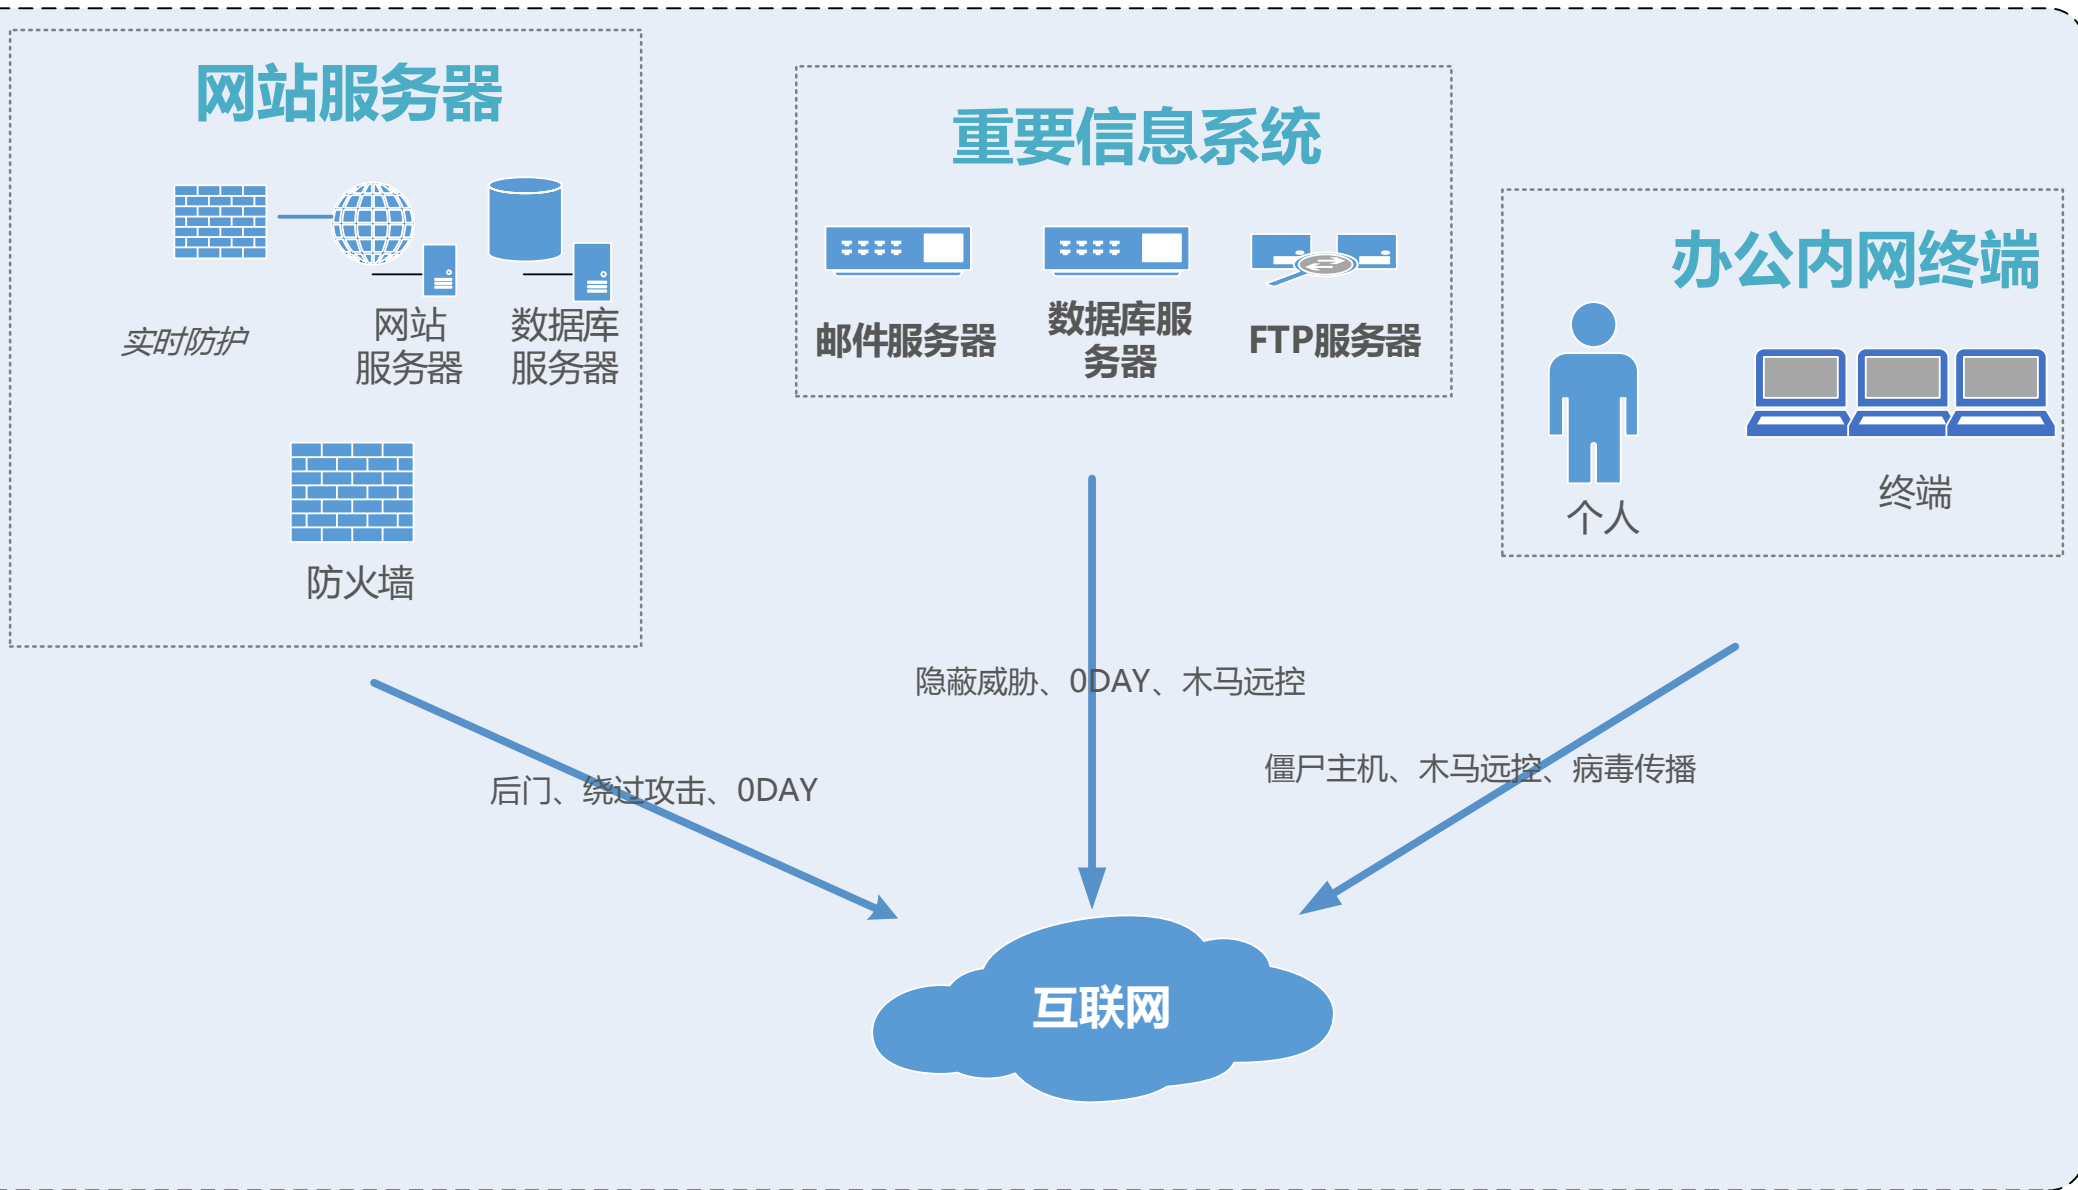 网站服务器
实时防护
网站
服务器
数据库
服务器
防火墙
重要信息系统
邮件服务器
数据库服
务器
FTP服务器
办公内网终端
个人
终端
隐蔽威胁、0DAY、木马远控
僵尸主机、木马远控、病毒传播
后门、绕过攻击、0DAY
互联网